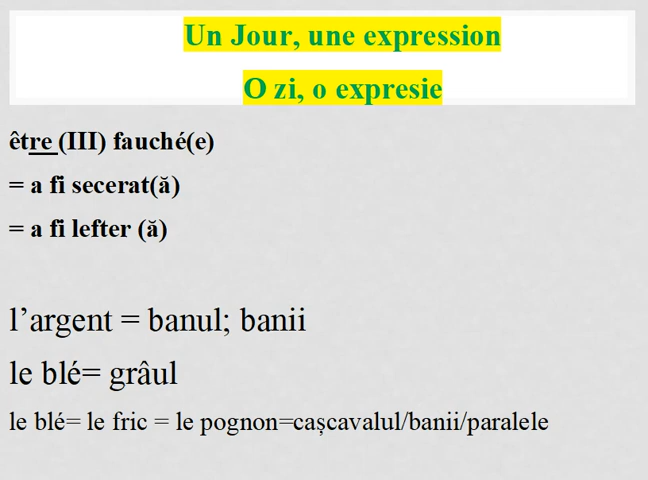 Un Jour, une expression
O zi, o expresie
être (III) fauché(e)
= a fi secerat(ă)
= a fi lefter (ă)
l’argent = banul; banii
le blé= grâul
le blé= le fric = le pognon=cașcavalul/banii/paralele